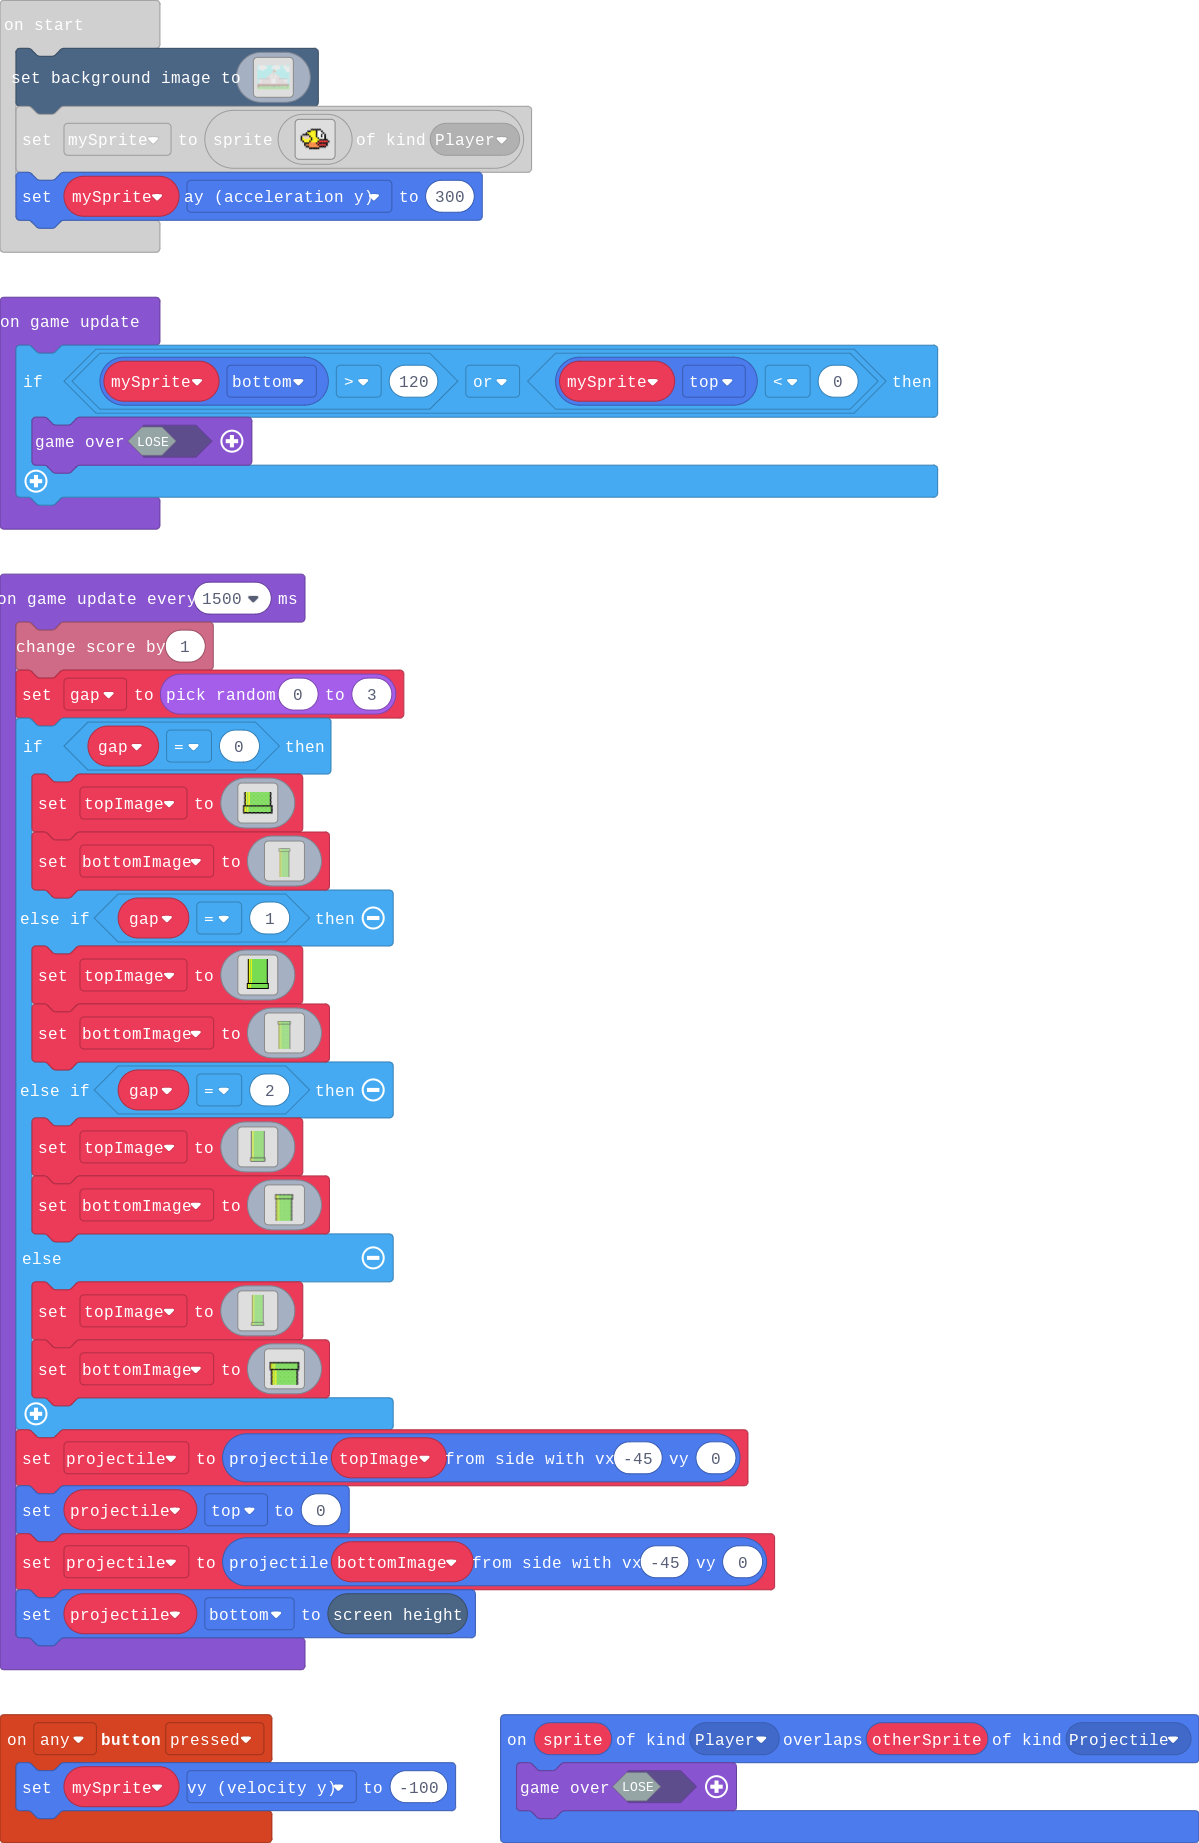 on start
set background image to
set mySprite to sprite of kind Player
set mySprite ay (acceleration y) to 300
on game update
if mySprite bottom > 120 or mySprite top < 0 then
game over LOSE
on game update every 1500 ms
change score by 1
set gap to pick random 0 to 3
if gap = 0 then
set topImage to
set bottomImage to
else if gap = 1 then
set topImage to
set bottomImage to
else if gap = 2 then
set topImage to
set bottomImage to
else
set topImage to
set bottomImage to
set projectile to projectile topImage from side with vx -45 vy 0
set projectile top to 0
set projectile to projectile bottomImage from side with vx -45 vy 0
set projectile bottom to screen height
on any button pressed
set mySprite vy (velocity y) to -100
on sprite of kind Player overlaps otherSprite of kind Projectile
game over LOSE